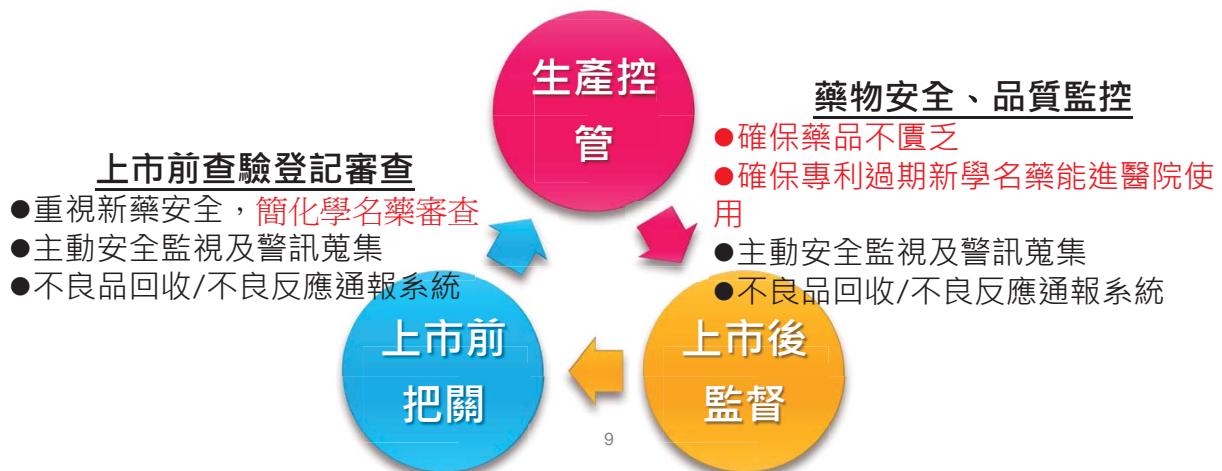 生產控
管
藥物安全、品質監控
●確保藥品不匱乏
●確保專利過期新學名藥能進醫院使
用
●主動安全監視及警訊蒐集
●不良品回收/不良反應通報系統
上市前查驗登記審查
●重視新藥安全，簡化學名藥審查
●主動安全監視及警訊蒐集
●不良品回收/不良反應通報系統
上市前
把關
上市後
監督
9